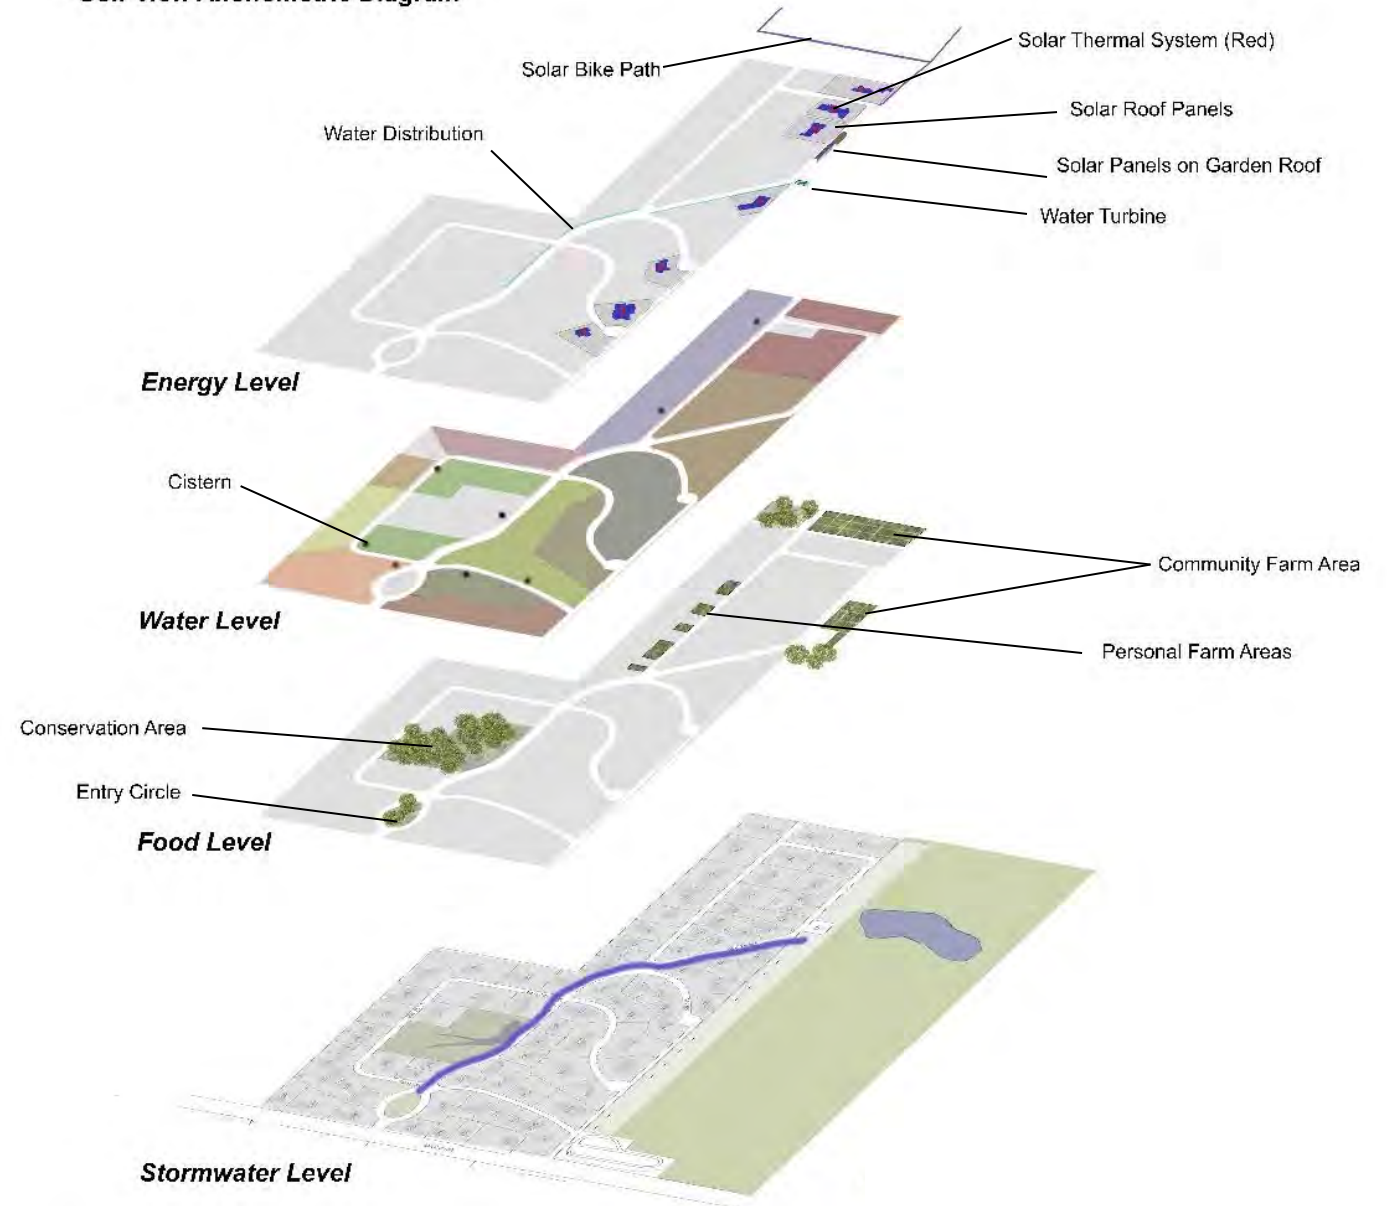 Solar Thermal System (Red)
Solar Bike Path
Solar Roof Panels
Water Distribution
Solar Panels on Garden Roof
Water Turbine
Energy Level
Cistern
Community Farm Area
Water Level
Personal Farm Areas
Conservation Area
Entry Circle
Food Level
Stormwater Level